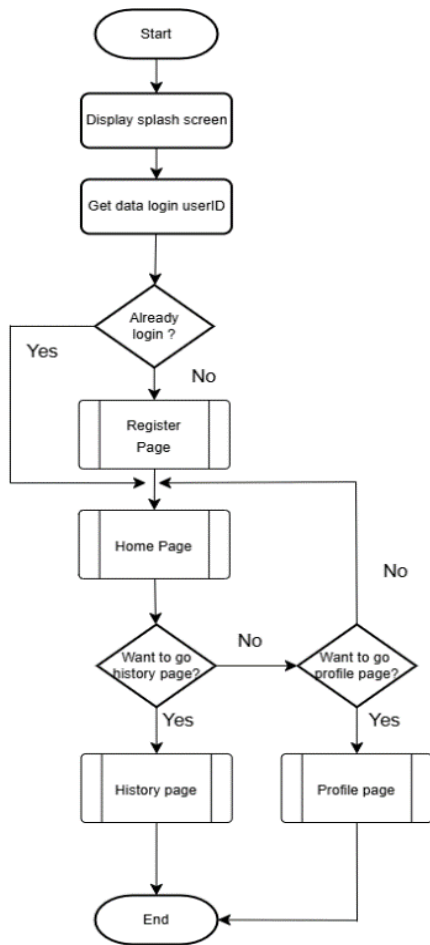 Start
Display splash screen
Get data login userID
Already
login ?
Yes
No
Register
Page
Home Page
No
Want to go
history page?
No
Want to go
profile page?
Yes
Yes
History page
Profile page
End